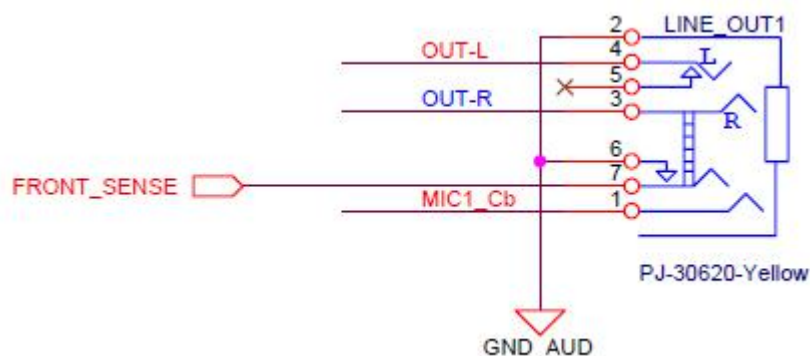 2 LINE_OUT1
OUT-L 4 L
5
OUT-R 3
R
6
FRONT_SENSE 7
MIC1_Cb 1
PJ-30620-Yellow
GND_AUD